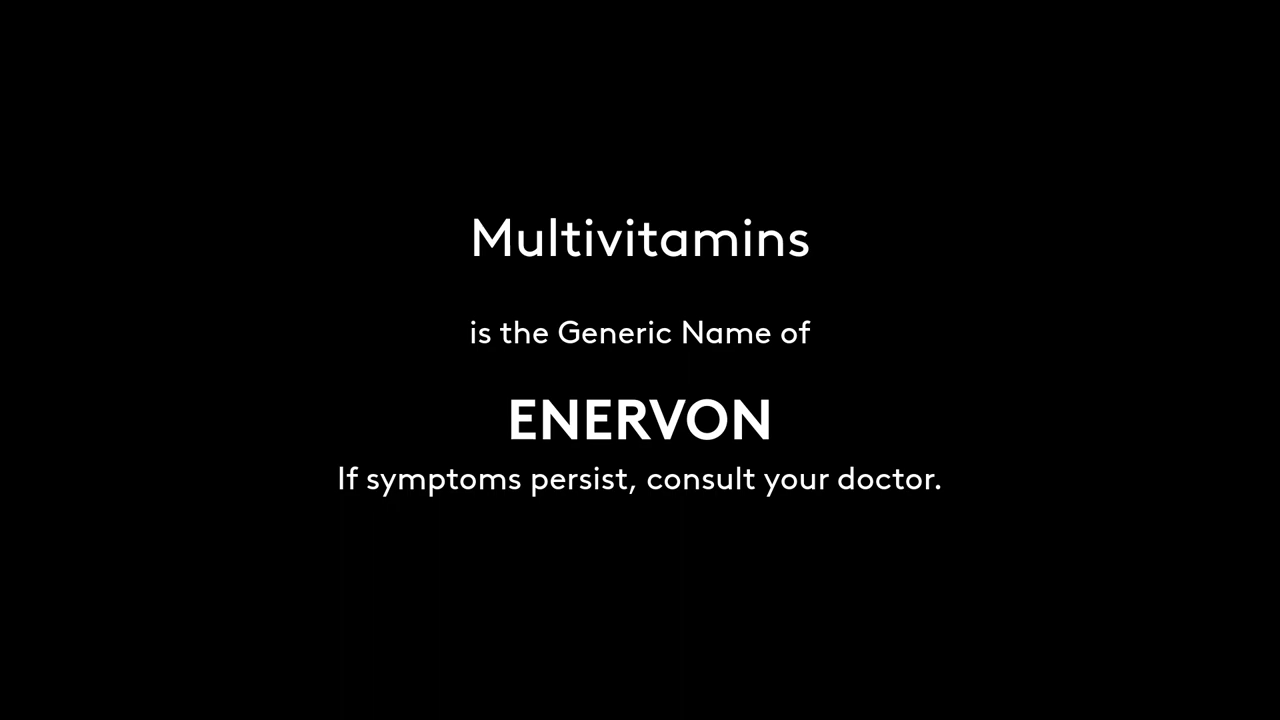 Multivitamins
is the Generic Name of
ENERVON
If symptoms persist, consult your doctor.